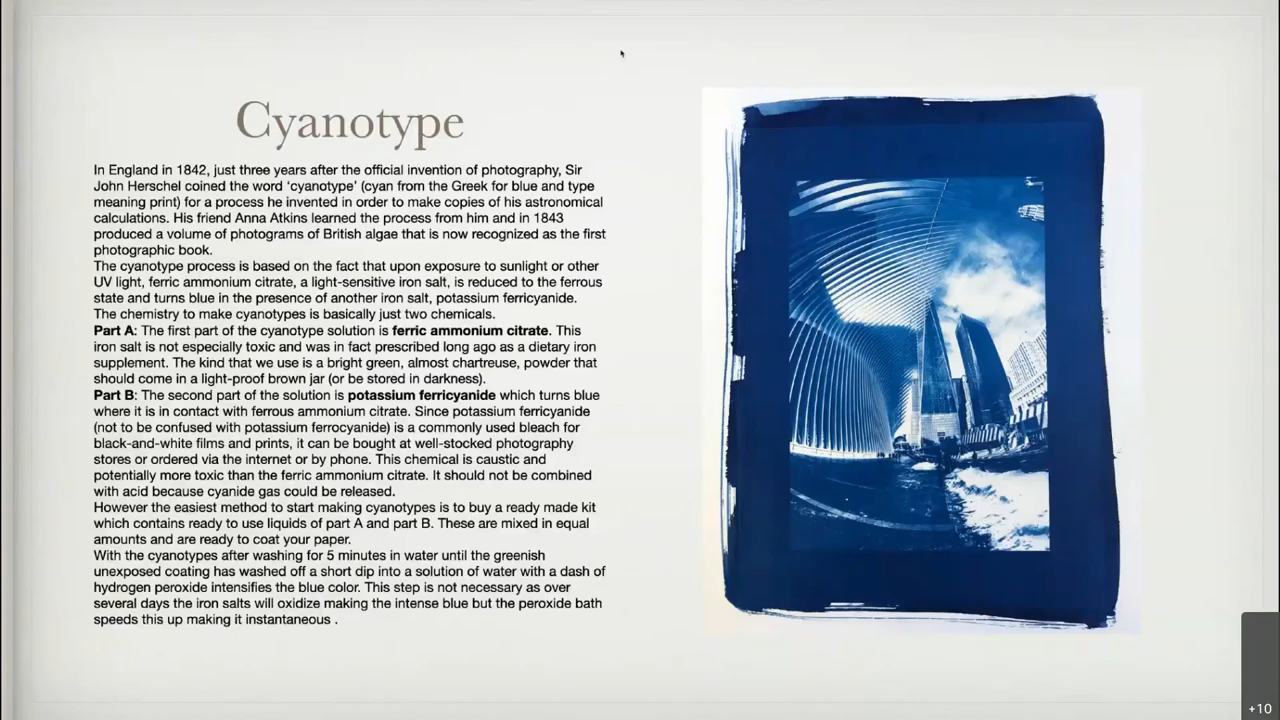 Cyanotype
In England in 1842, just three years after the official invention of photography, Sir
John Herschel coined the word ‘cyanotype’ (cyan from the Greek for blue and type
meaning print) for a process he invented in order to make copies of his astronomical
calculations. His friend Anna Atkins learned the process from him and in 1843
produced a volume of photograms of British algae that is now recognized as the first
photographic book.
The cyanotype process is based on the fact that upon exposure to sunlight or other
UV light, ferric ammonium citrate, a light-sensitive iron salt, is reduced to the ferrous
state and turns blue in the presence of another iron salt, potassium ferricyanide.
The chemistry to make cyanotypes is basically just two chemicals.
Part A: The first part of the cyanotype solution is ferric ammonium citrate. This
iron salt is not especially toxic and was in fact prescribed long ago as a dietary iron
supplement. The kind that we use is a bright green, almost chartreuse, powder that
should come in a light-proof brown jar (or be stored in darkness).
Part B: The second part of the solution is potassium ferricyanide which turns blue
where it is in contact with ferrous ammonium citrate. Since potassium ferricyanide
(not to be confused with potassium ferrocyanide) is a commonly used bleach for
black-and-white films and prints, it can be bought at well-stocked photography
stores or ordered via the internet or by phone. This chemical is caustic and
potentially more toxic than the ferric ammonium citrate. It should not be combined
with acid because cyanide gas could be released.
However the easiest method to start making cyanotypes is to buy a ready made kit
which contains ready to use liquids of part A and part B. These are mixed in equal
amounts and are ready to coat your paper.
With the cyanotypes after washing for 5 minutes in water until the greenish
unexposed coating has washed off a short dip into a solution of water with a dash of
hydrogen peroxide intensifies the blue color. This step is not necessary as over
several days the iron salts will oxidize making the intense blue but the peroxide bath
speeds this up making it instantaneous .
+10